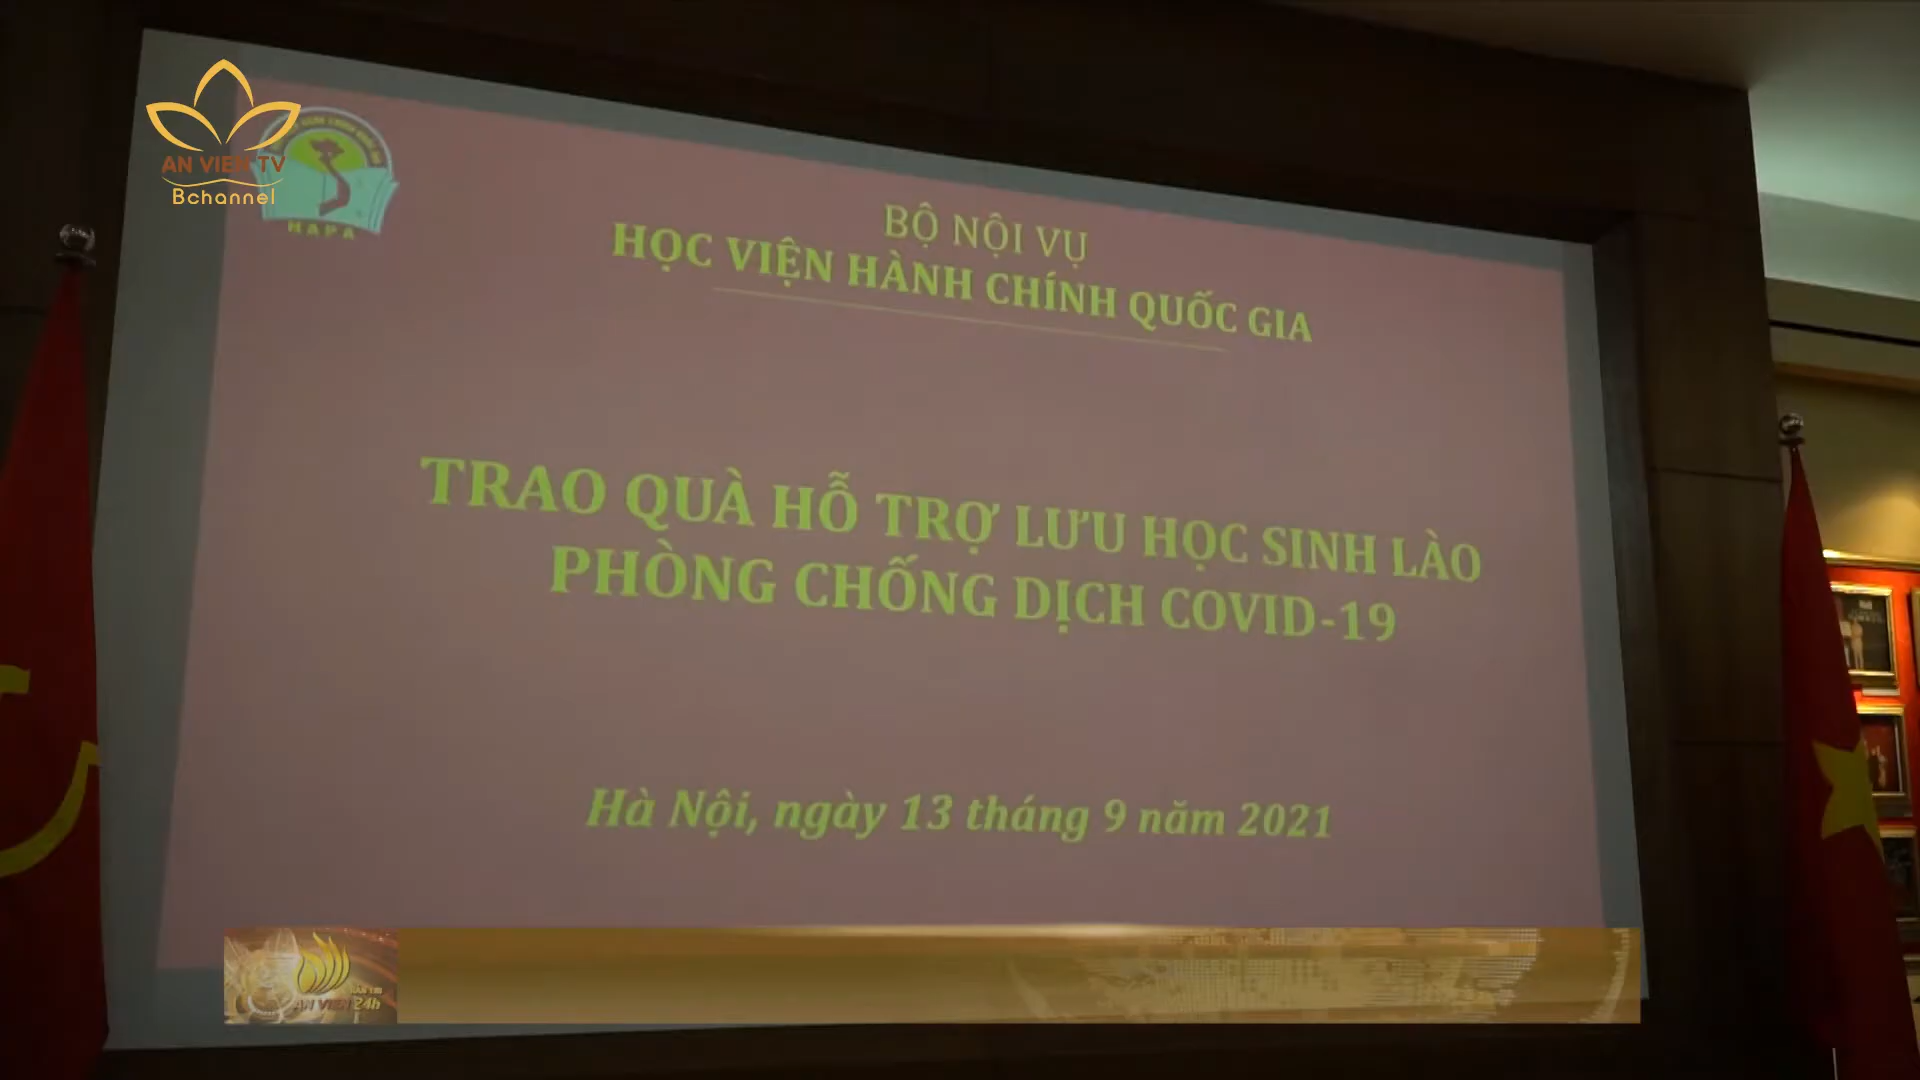 AN VIEN TV
Bchannel
HAPA
BỘ NỘI VỤ
HỌC VIỆN HÀNH CHÍNH QUỐC GIA
TRAO QUÀ HỖ TRỢ LƯU HỌC SINH LÀO
PHÒNG CHỐNG DỊCH COVID-19
Hà Nội, ngày 13 tháng 9 năm 2021
AN VIEN 24h